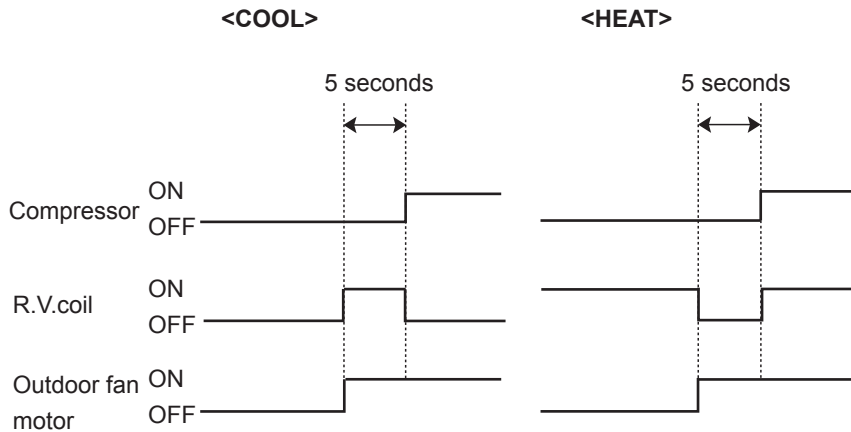 <COOL>
<HEAT>
5 seconds
5 seconds
Compressor
ON
OFF
R.V.coil
ON
OFF
Outdoor fan
motor
ON
OFF